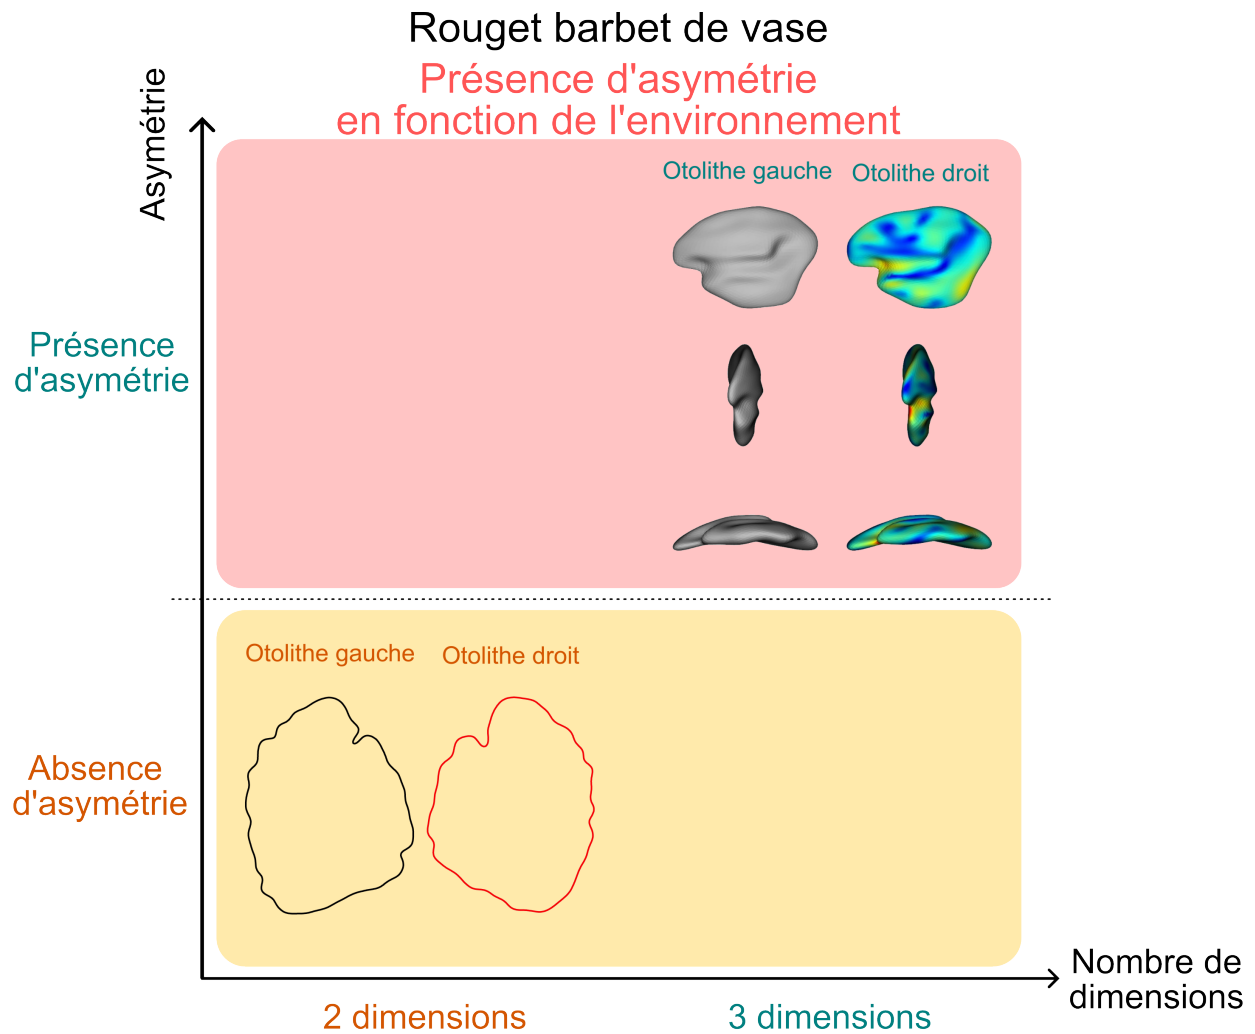 Rouget barbet de vase
Présence d'asymétrie
en fonction de l'environnement
Asymétrie
Otolithe gauche
Otolithe droit
Présence
d'asymétrie
Otolithe gauche
Otolithe droit
Absence
d'asymétrie
Nombre de
dimensions
2 dimensions
3 dimensions